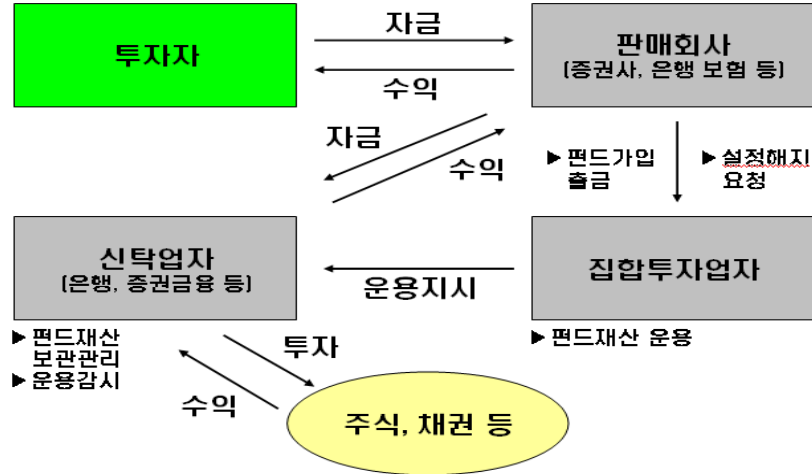 자금
투자자
판매회사
(증권사, 은행 보험 등)
수익
자금
수익
▶ 펀드가입
출금
▶ 설정해지
요청
신탁업자
(은행, 증권금융 등)
운용지시
집합투자업자
▶ 펀드재산
보관관리
▶ 운용감시
투자
수익
▶ 펀드재산 운용
주식, 채권 등